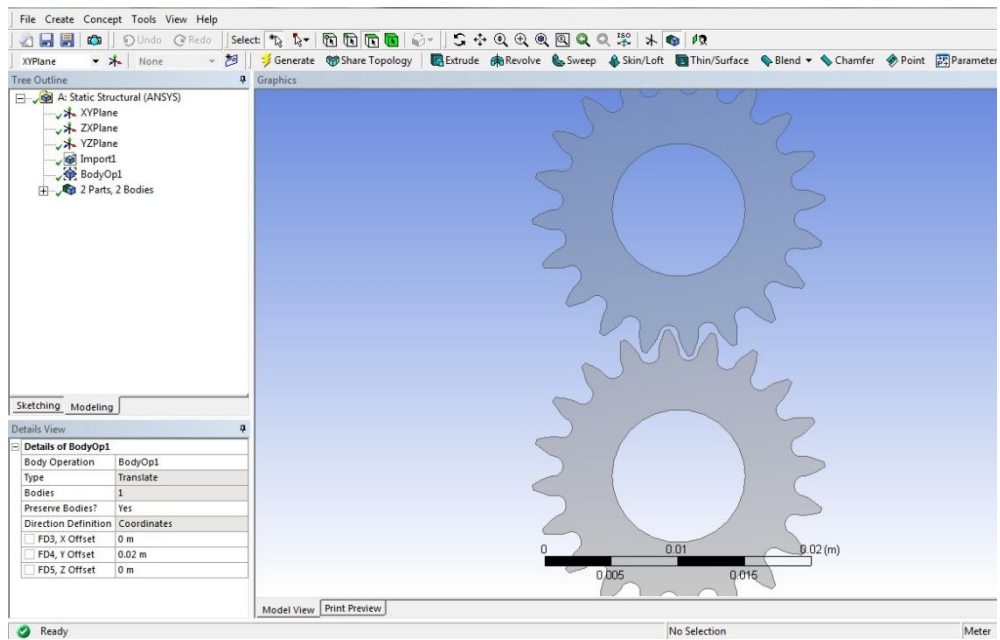 File Create Concept Tools View Help
Undo Redo Select:
XYPlane None Generate Share Topology Extrude Revolve Sweep Skin/Loft Thin/Surface Blend Chamfer Point Parameter
Tree Outline
A: Static Structural (ANSYS)
XYPlane
ZXPlane
YZPlane
Import1
BodyOp1
2 Parts, 2 Bodies
Sketching Modeling
Details View
Details of BodyOp1
Body Operation BodyOp1
Type Translate
Bodies 1
Preserve Bodies? Yes
Direction Definition Coordinates
FD3, X Offset 0 m
FD4, Y Offset 0.02 m
FD5, Z Offset 0 m
Graphics
0 0.01 0.02 (m)
0.005 0.015
Model View Print Preview
Ready No Selection Meter